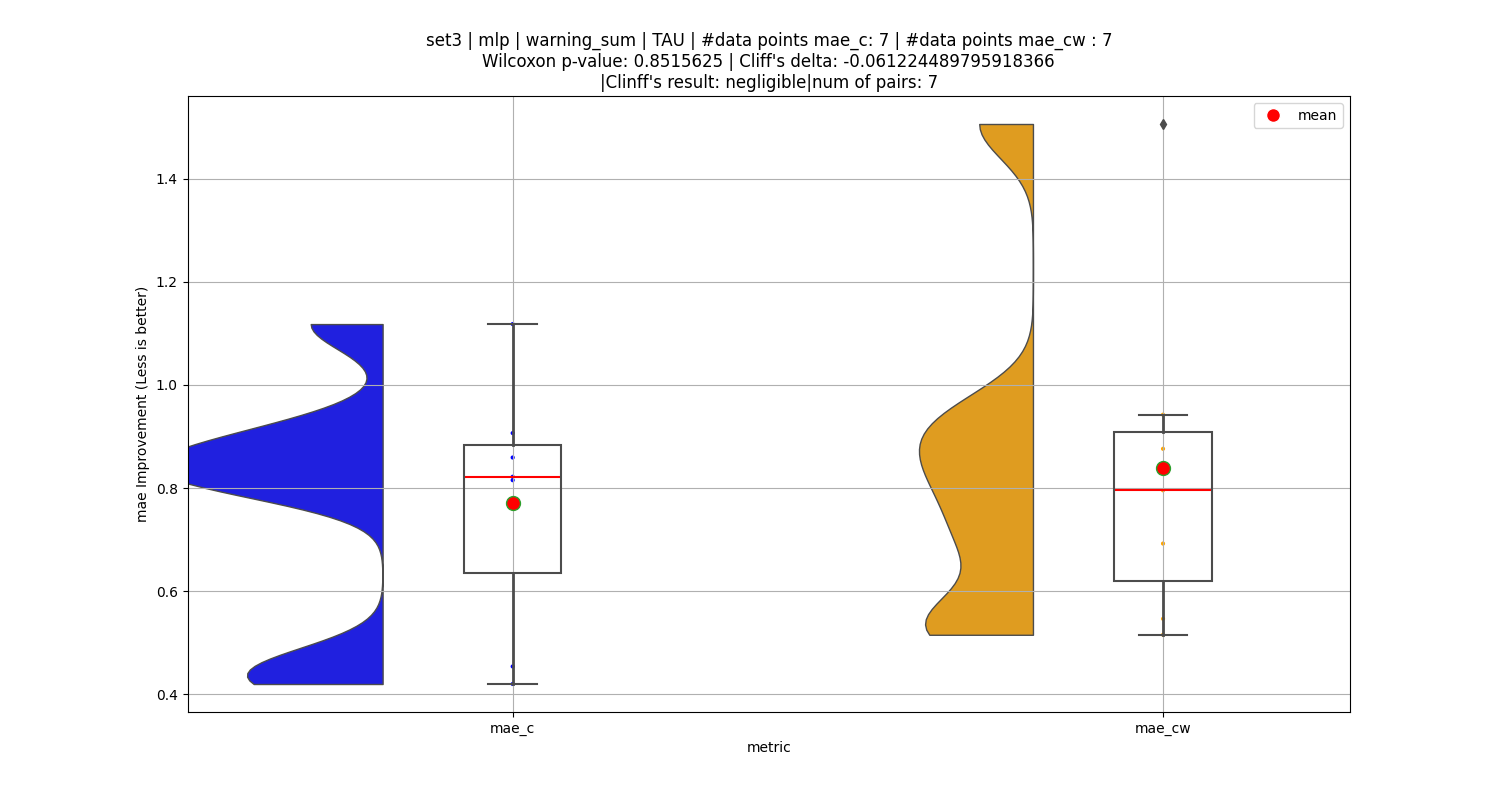 set3 | mlp | warning_sum | TAU | #data points mae_c: 7 | #data points mae_cw : 7
Wilcoxon p-value: 0.8515625 | Cliff's delta: -0.061224489795918366
|Clinff's result: negligible|num of pairs: 7
mean
mae Improvement (Less is better)
1.4
1.2
1.0
0.8
0.6
0.4
mae_c
mae_cw
metric